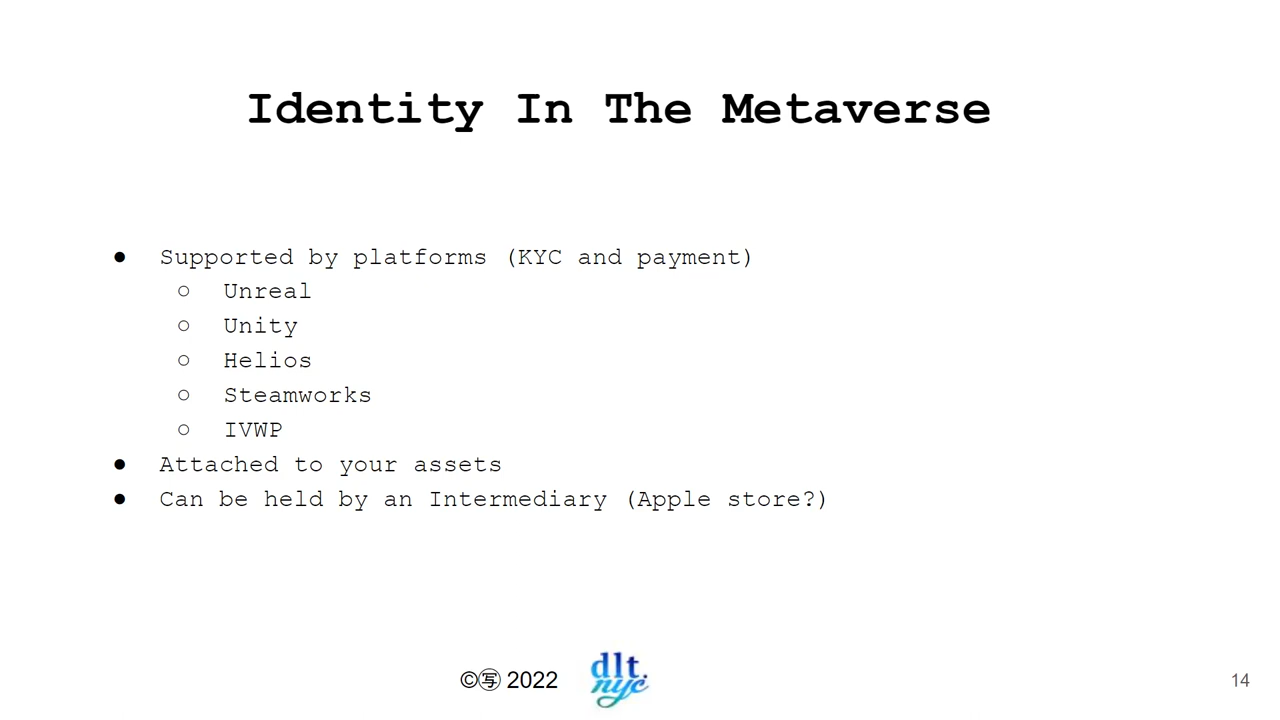 Identity In The Metaverse
● Supported by platforms (KYC and payment)
○ Unreal
○ Unity
○ Helios
○ Steamworks
○ IVWP
● Attached to your assets
● Can be held by an Intermediary (Apple store?)
©㊢ 2022
dlt.
nyc
14